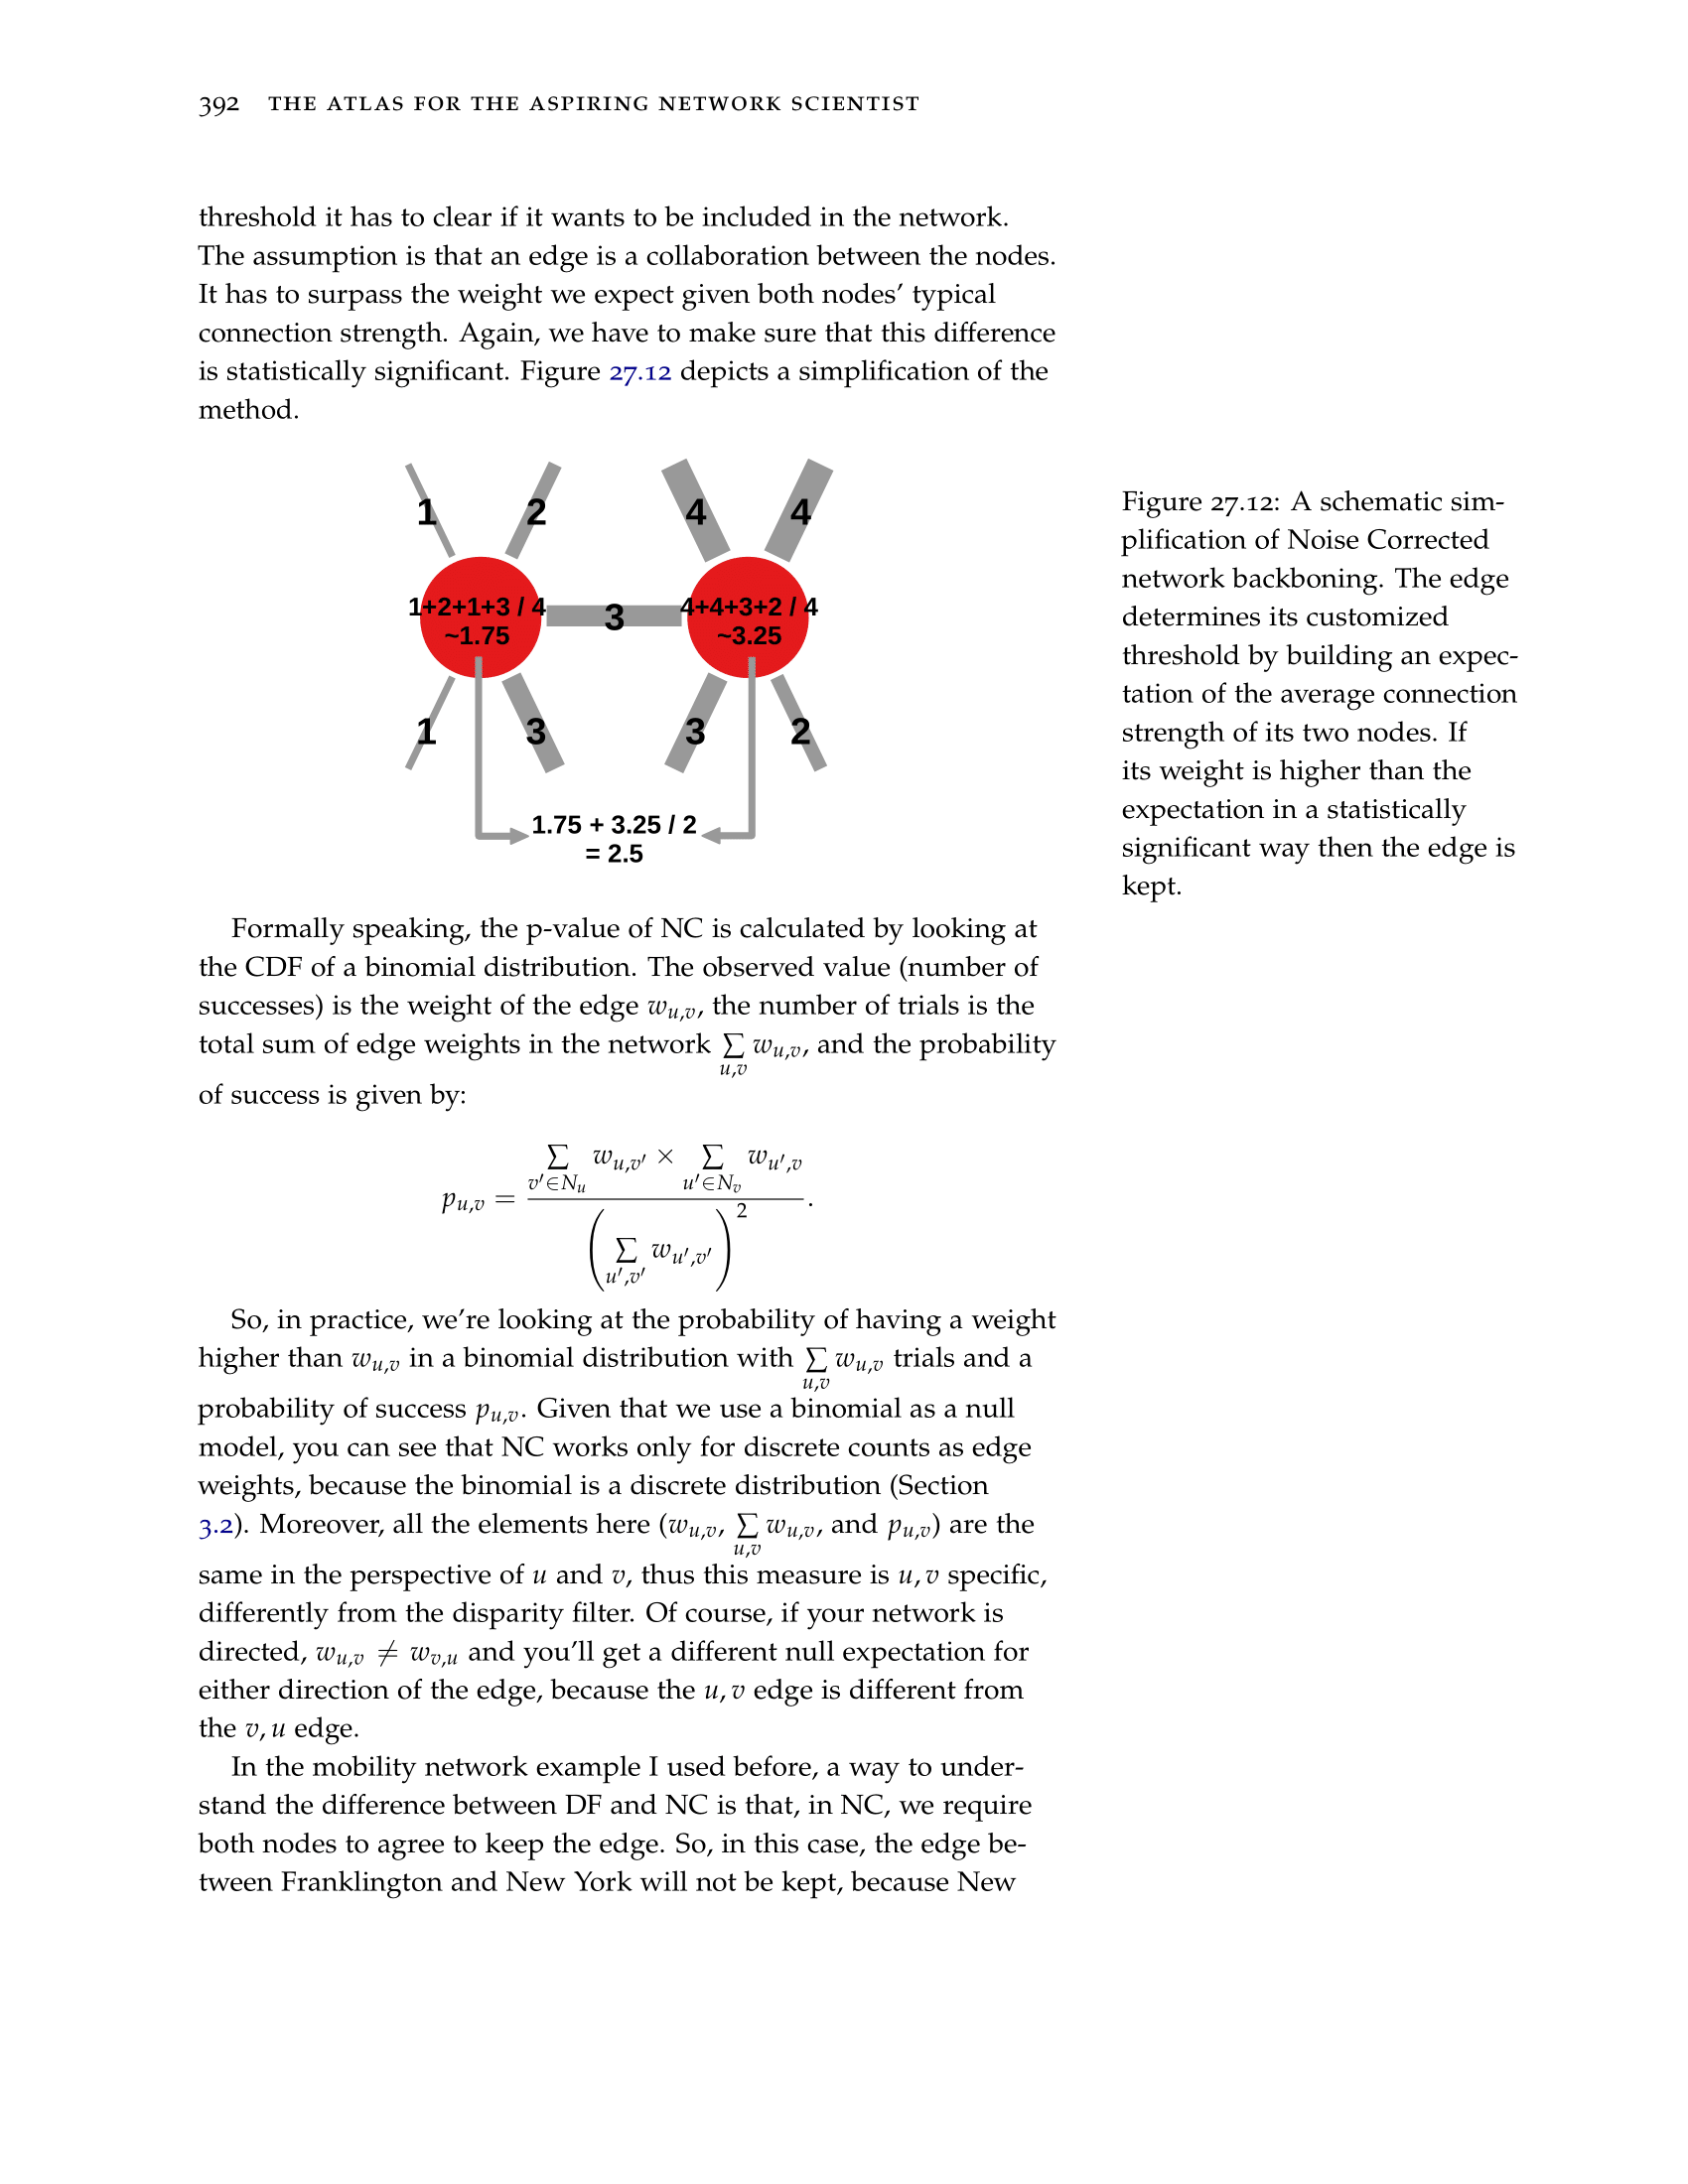 392 THE ATLAS FOR THE ASPIRING NETWORK SCIENTIST
threshold it has to clear if it wants to be included in the network.
The assumption is that an edge is a collaboration between the nodes.
It has to surpass the weight we expect given both nodes’ typical
connection strength. Again, we have to make sure that this difference
is statistically significant. Figure 27.12 depicts a simplification of the
method.
1 2 4 4
1+2+1+3 / 4 3 4+4+3+2 / 4
~1.75 ~3.25
1 3 3 2
1.75 + 3.25 / 2
= 2.5
Figure 27.12: A schematic sim-
plification of Noise Corrected
network backboning. The edge
determines its customized
threshold by building an expec-
tation of the average connection
strength of its two nodes. If
its weight is higher than the
expectation in a statistically
significant way then the edge is
kept.
Formally speaking, the p-value of NC is calculated by looking at
the CDF of a binomial distribution. The observed value (number of
successes) is the weight of the edge w_{u,v}, the number of trials is the
total sum of edge weights in the network ∑_{u,v} w_{u,v}, and the probability
of success is given by:
p_{u,v} = (∑_{v′∈N_u} w_{u,v′} × ∑_{u′∈N_v} w_{u′,v}) / (∑_{u′,v′} w_{u′,v′})^2.
So, in practice, we’re looking at the probability of having a weight
higher than w_{u,v} in a binomial distribution with ∑_{u,v} w_{u,v} trials and a
probability of success p_{u,v}. Given that we use a binomial as a null
model, you can see that NC works only for discrete counts as edge
weights, because the binomial is a discrete distribution (Section
3.2). Moreover, all the elements here (w_{u,v}, ∑_{u,v} w_{u,v}, and p_{u,v}) are the
same in the perspective of u and v, thus this measure is u, v specific,
differently from the disparity filter. Of course, if your network is
directed, w_{u,v} ≠ w_{v,u} and you’ll get a different null expectation for
either direction of the edge, because the u, v edge is different from
the v, u edge.
In the mobility network example I used before, a way to under-
stand the difference between DF and NC is that, in NC, we require
both nodes to agree to keep the edge. So, in this case, the edge be-
tween Franklington and New York will not be kept, because New